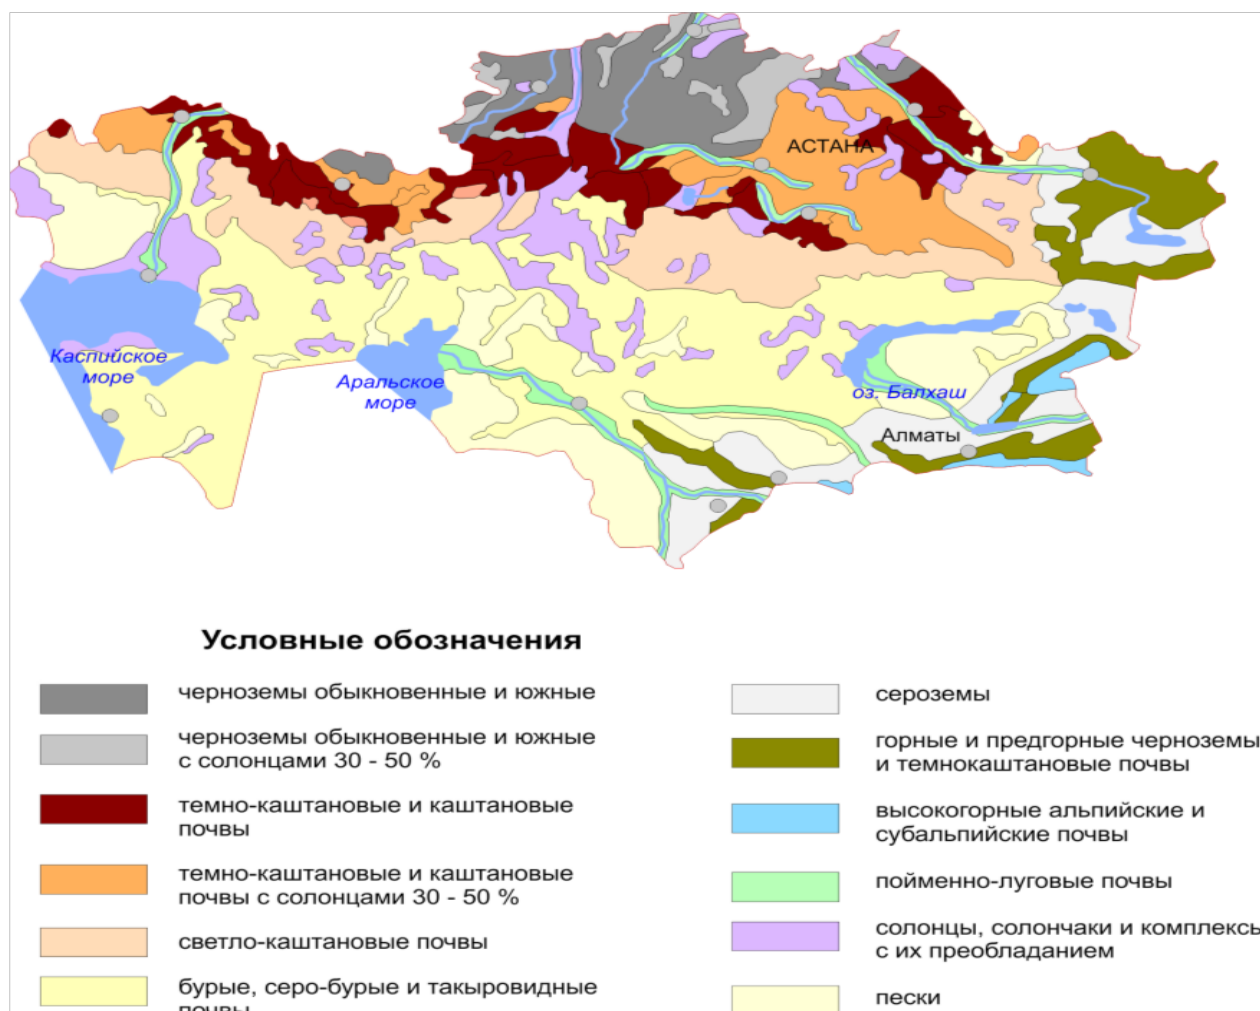 АСТАНА
Каспийское
море
Аральское
море
оз. Балхаш
Алматы
Условные обозначения
черноземы обыкновенные и южные
черноземы обыкновенные и южные
с солонцами 30 - 50 %
темно-каштановые и каштановые
почвы
темно-каштановые и каштановые
почвы с солонцами 30 - 50 %
светло-каштановые почвы
бурые, серо-бурые и такыровидные
почвы
сероземы
горные и предгорные черноземы
и темнокаштановые почвы
высокогорные альпийские и
субальпийские почвы
пойменно-луговые почвы
солонцы, солончаки и комплексы
с их преобладанием
пески